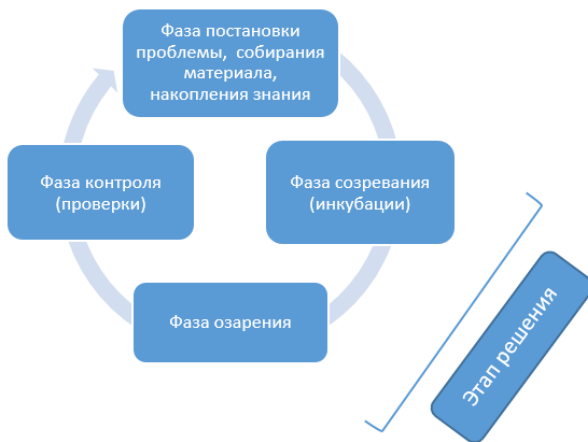 Фаза постановки
проблемы, собирания
материала,
накопления знания
Фаза контроля
(проверки)
Фаза созревания
(инкубации)
Фаза озарения
Этап решения